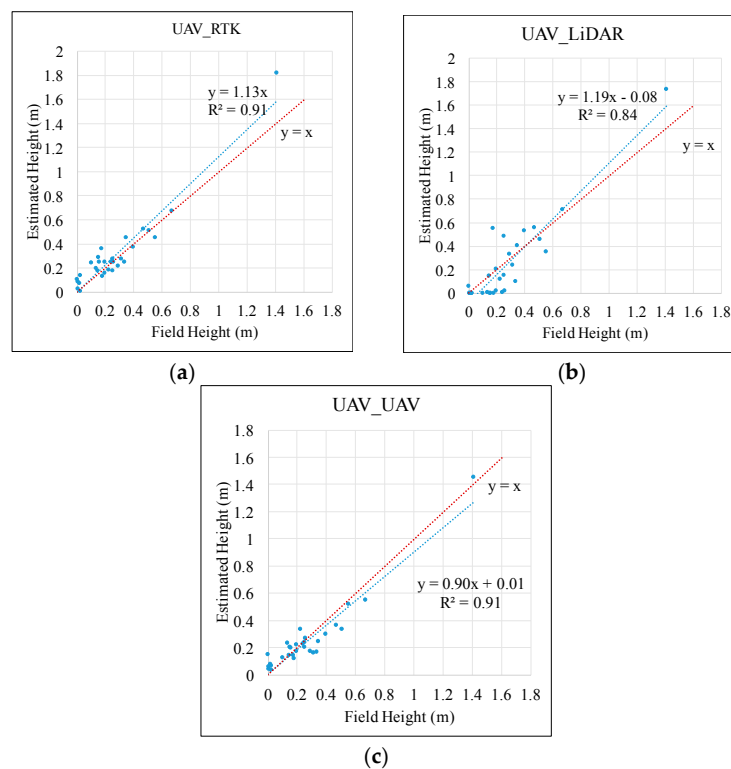 UAV_RTK
2
1.8
1.6
1.4
1.2
1
0.8
0.6
0.4
0.2
0
Estimated Height (m)
y = 1.13x
R² = 0.91
y = x
0 0.2 0.4 0.6 0.8 1 1.2 1.4 1.6 1.8
Field Height (m)
(a)
UAV_LiDAR
2
1.8
1.6
1.4
1.2
1
0.8
0.6
0.4
0.2
0
Estimated Height (m)
y = 1.19x - 0.08
R² = 0.84
y = x
0 0.2 0.4 0.6 0.8 1 1.2 1.4 1.6 1.8
Field Height (m)
(b)
UAV_UAV
1.8
1.6
1.4
1.2
1
0.8
0.6
0.4
0.2
0
Estimated Height (m)
y = x
y = 0.90x + 0.01
R² = 0.91
0 0.2 0.4 0.6 0.8 1 1.2 1.4 1.6 1.8
Field Height (m)
(c)